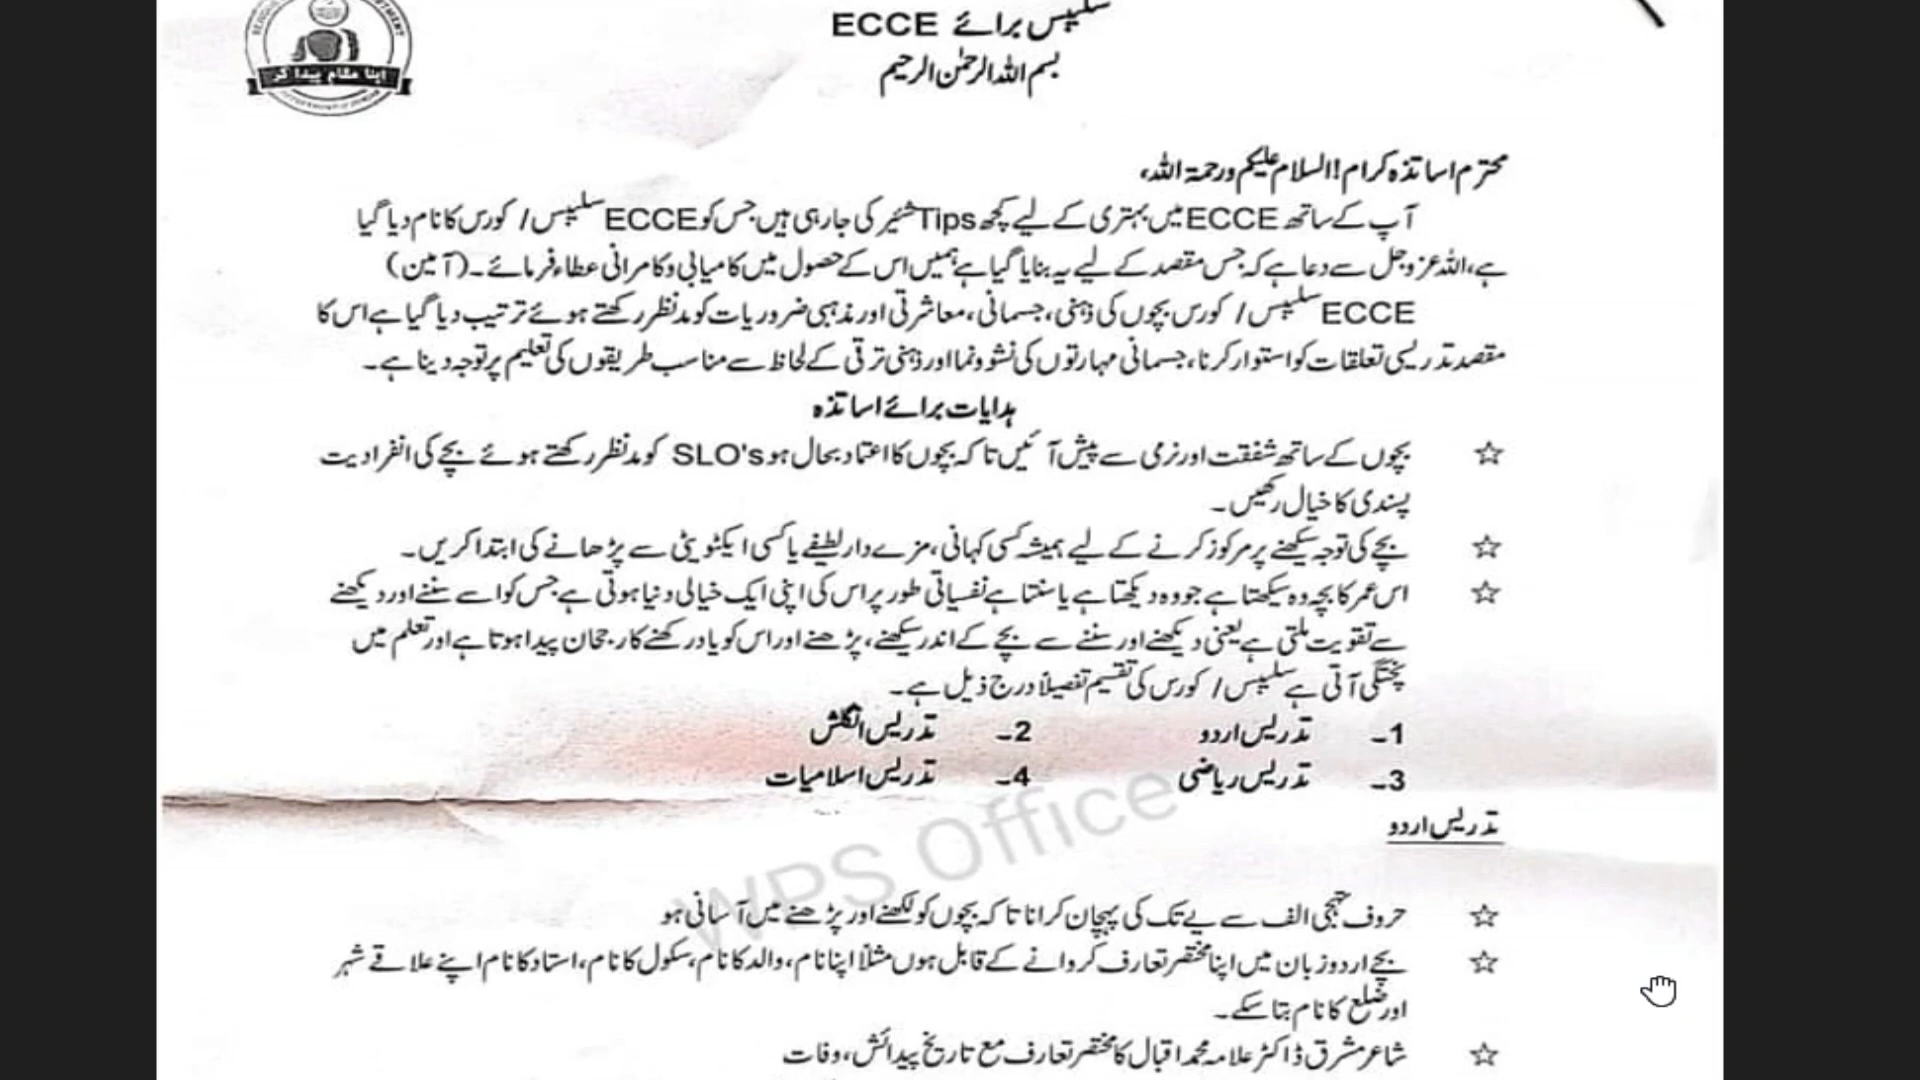 سلیبس برائے ECCE
بسم اللہ الرحمٰن الرحیم
اپنا مقام پیدا کر
محترم اساتذہ کرام! السلام علیکم ورحمۃ اللہ،
آپ کے ساتھ ECCE میں بہتری کے لیے کچھ Tips شئیر کی جارہی ہیں جس کو ECCE سلیبس / کورس کا نام دیا گیا
ہے، اللہ عزوجل سے دعا ہے کہ جس مقصد کے لیے یہ بنایا گیا ہے ہمیں اس کے حصول میں کامیابی وکامرانی عطاء فرمائے۔ (آمین)
ECCE سلیبس / کورس بچوں کی ذہنی، جسمانی، معاشرتی اور مذہبی ضروریات کو مدنظر رکھتے ہوئے ترتیب دیا گیا ہے اس کا
مقصد تدریسی تعلقات کو استوار کرنا، جسمانی مہارتوں کی نشوونما اور ذہنی ترقی کے لحاظ سے مناسب طریقوں کی تعلیم پر توجہ دینا ہے۔
ہدایات برائے اساتذہ
☆ بچوں کے ساتھ شفقت اور نرمی سے پیش آئیں تاکہ بچوں کا اعتماد بحال ہو SLO's کو مدنظر رکھتے ہوئے بچے کی انفرادیت
پسندی کا خیال رکھیں۔
☆ بچے کی توجہ سیکھنے پر مرکوز کرنے کے لیے ہمیشہ کسی کہانی، مزے دار لطیفے یا کسی ایکٹویٹی سے پڑھانے کی ابتدا کریں۔
☆ اس عمر کا بچہ وہ سیکھتا ہے جو وہ دیکھتا ہے یا سنتا ہے نفسیاتی طور پر اس کی اپنی ایک خیالی دنیا ہوتی ہے جس کو اسے سننے اور دیکھنے
سے تقویت ملتی ہے یعنی دیکھنے اور سننے سے بچے کے اندر سیکھنے، پڑھنے اور اس کو یاد رکھنے کا رجحان پیدا ہوتا ہے اور تعلم میں
پختگی آتی ہے سلیبس / کورس کی تقسیم تفصیلاً درج ذیل ہے۔
1۔ تدریس اردو 2۔ تدریس انگلش
3۔ تدریس ریاضی 4۔ تدریس اسلامیات
تدریس اردو
WPS Office
☆ حروف تہجی الف سے یے تک کی پہچان کرانا تاکہ بچوں کو لکھنے اور پڑھنے میں آسانی ہو
☆ بچے اردو زبان میں اپنا مختصر تعارف کروانے کے قابل ہوں مثلاً اپنا نام، والد کا نام، سکول کا نام، استاد کا نام اپنے علاقے شہر
اور ضلع کا نام بتا سکے۔
☆ شاعر مشرق ڈاکٹر علامہ محمد اقبال کا مختصر تعارف مع تاریخ پیدائش، وفات